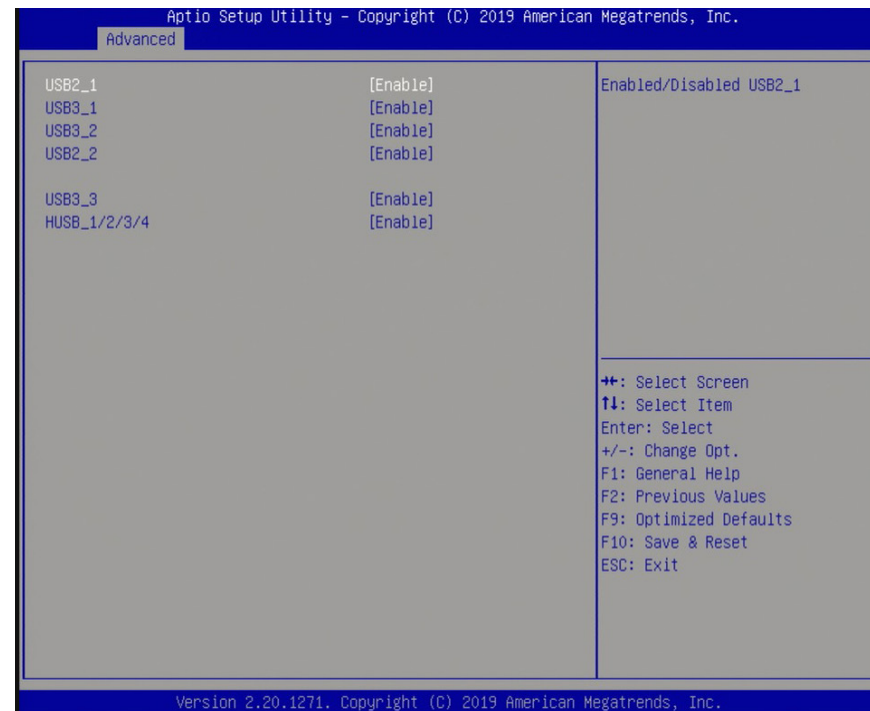 Aptio Setup Utility – Copyright (C) 2019 American Megatrends, Inc.
Advanced
USB2_1 [Enable]
USB3_1 [Enable]
USB3_2 [Enable]
USB2_2 [Enable]
USB3_3 [Enable]
HUSB_1/2/3/4 [Enable]
Enabled/Disabled USB2_1
→←: Select Screen
↑↓: Select Item
Enter: Select
+/-: Change Opt.
F1: General Help
F2: Previous Values
F9: Optimized Defaults
F10: Save & Reset
ESC: Exit
Version 2.20.1271. Copyright (C) 2019 American Megatrends, Inc.